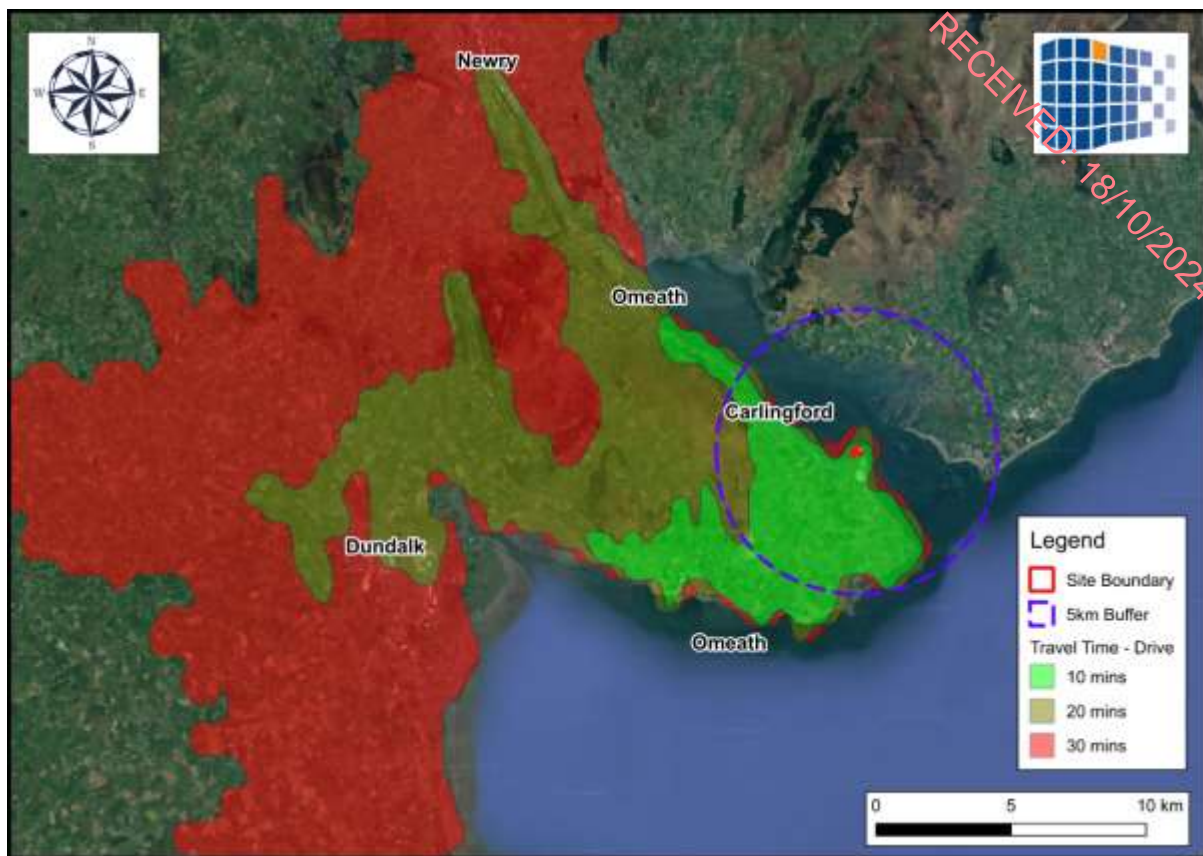 N
W
E
S
RECEIVED: 18/10/2024
Newry
Omeath
Carlingford
Dundalk
Omeath
Legend
Site Boundary
5km Buffer
Travel Time - Drive
10 mins
20 mins
30 mins
0 5 10 km